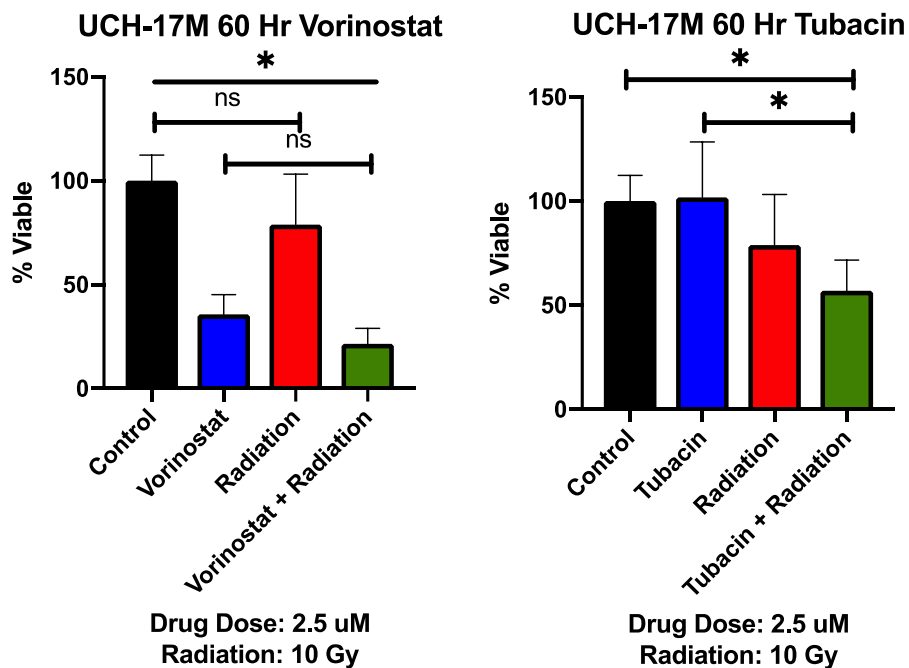 UCH-17M 60 Hr Vorinostat
*
ns
ns
150
100
50
0
% Viable
Control
Vorinostat
Radiation
Vorinostat + Radiation
Drug Dose: 2.5 uM
Radiation: 10 Gy
UCH-17M 60 Hr Tubacin
*
*
150
100
50
0
% Viable
Control
Tubacin
Radiation
Tubacin + Radiation
Drug Dose: 2.5 uM
Radiation: 10 Gy